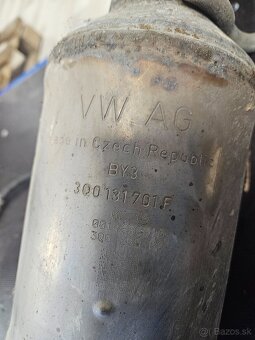 VW AG
Made in Czech Republic
BY3
3Q0131701F
bazos.sk